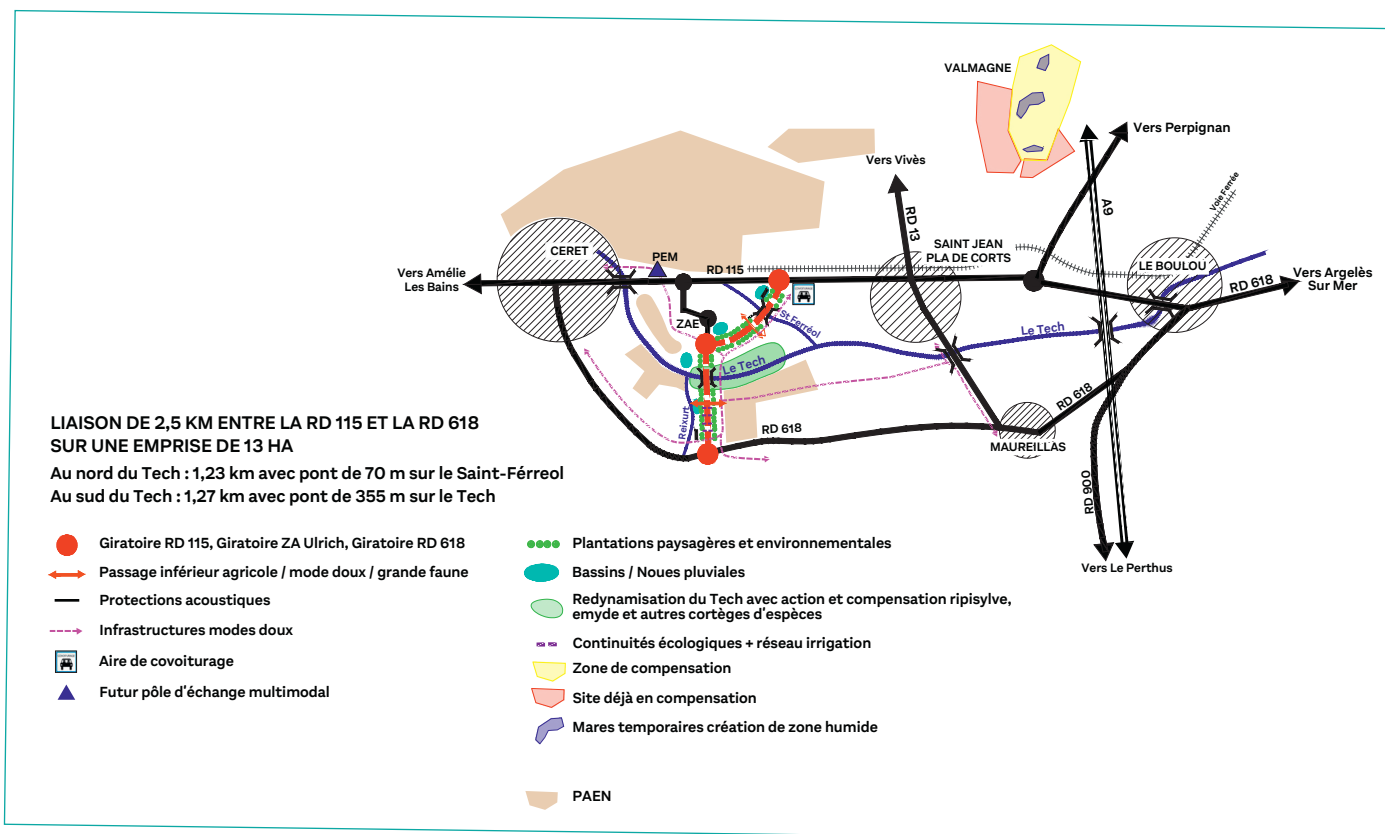 VALMAGNE
Vers Perpignan
Vers Vivès
A9
Voie Ferrée
RD 13
SAINT JEAN
PLA DE CORTS
CERET
PEM
RD 115
LE BOULOU
Vers Amélie
Les Bains
Vers Argelès
Sur Mer
RD 618
ZAE
St Ferréol
Le Tech
Le Tech
Reixurt
RD 618
RD 618
MAUREILLAS
RD 900
Vers Le Perthus
LIAISON DE 2,5 KM ENTRE LA RD 115 ET LA RD 618
SUR UNE EMPRISE DE 13 HA
Au nord du Tech : 1,23 km avec pont de 70 m sur le Saint-Férreol
Au sud du Tech : 1,27 km avec pont de 355 m sur le Tech
Giratoire RD 115, Giratoire ZA Ulrich, Giratoire RD 618
Passage inférieur agricole / mode doux / grande faune
Protections acoustiques
Infrastructures modes doux
Aire de covoiturage
Futur pôle d'échange multimodal
Plantations paysagères et environnementales
Bassins / Noues pluviales
Redynamisation du Tech avec action et compensation ripisylve,
emyde et autres cortèges d'espèces
Continuités écologiques + réseau irrigation
Zone de compensation
Site déjà en compensation
Mares temporaires création de zone humide
PAEN